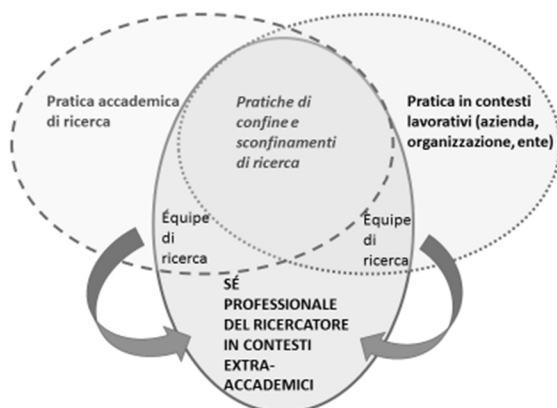 Pratica accademica
di ricerca
Pratiche di
confine e
sconfinamenti
di ricerca
Pratica in contesti
lavorativi (azienda,
organizzazione, ente)
Équipe
di
ricerca
Équipe
di
ricerca
SÉ
PROFESSIONALE
DEL RICERCATORE
IN CONTESTI
EXTRA-
ACCADEMICI